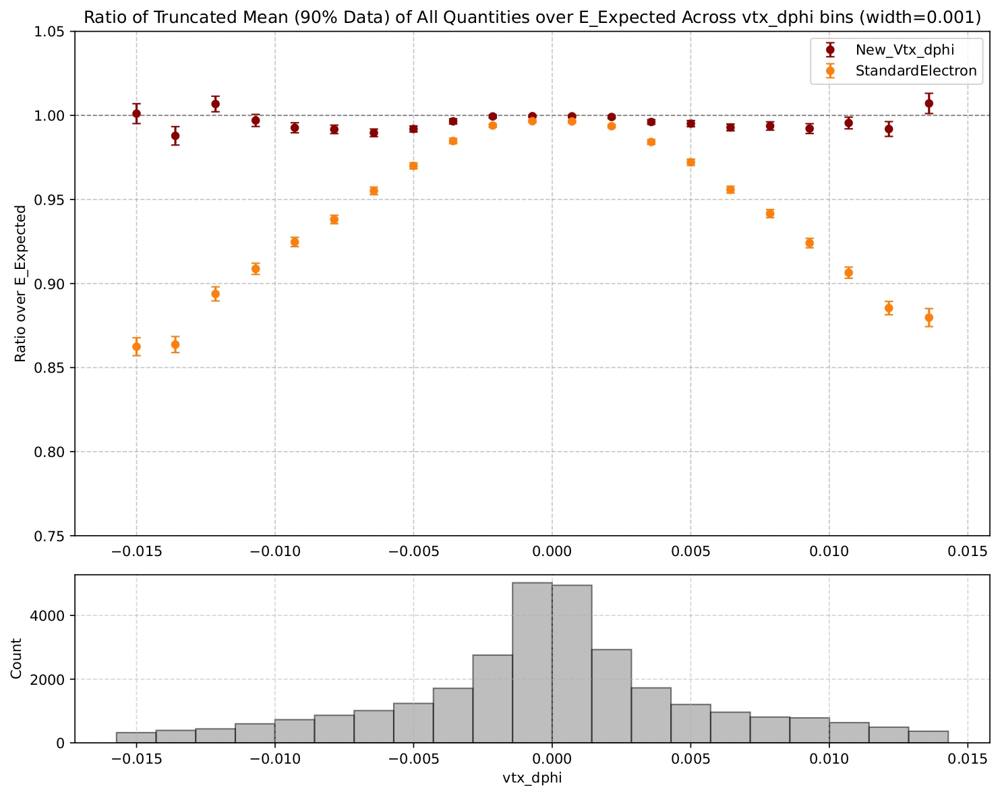 Ratio of Truncated Mean (90% Data) of All Quantities over E_Expected Across vtx_dphi bins (width=0.001)
New_Vtx_dphi
StandardElectron
Ratio over E_Expected
1.05
1.00
0.95
0.90
0.85
0.80
0.75
−0.015 −0.010 −0.005 0.000 0.005 0.010 0.015
Count
4000
2000
0
−0.015 −0.010 −0.005 0.000 0.005 0.010 0.015
vtx_dphi